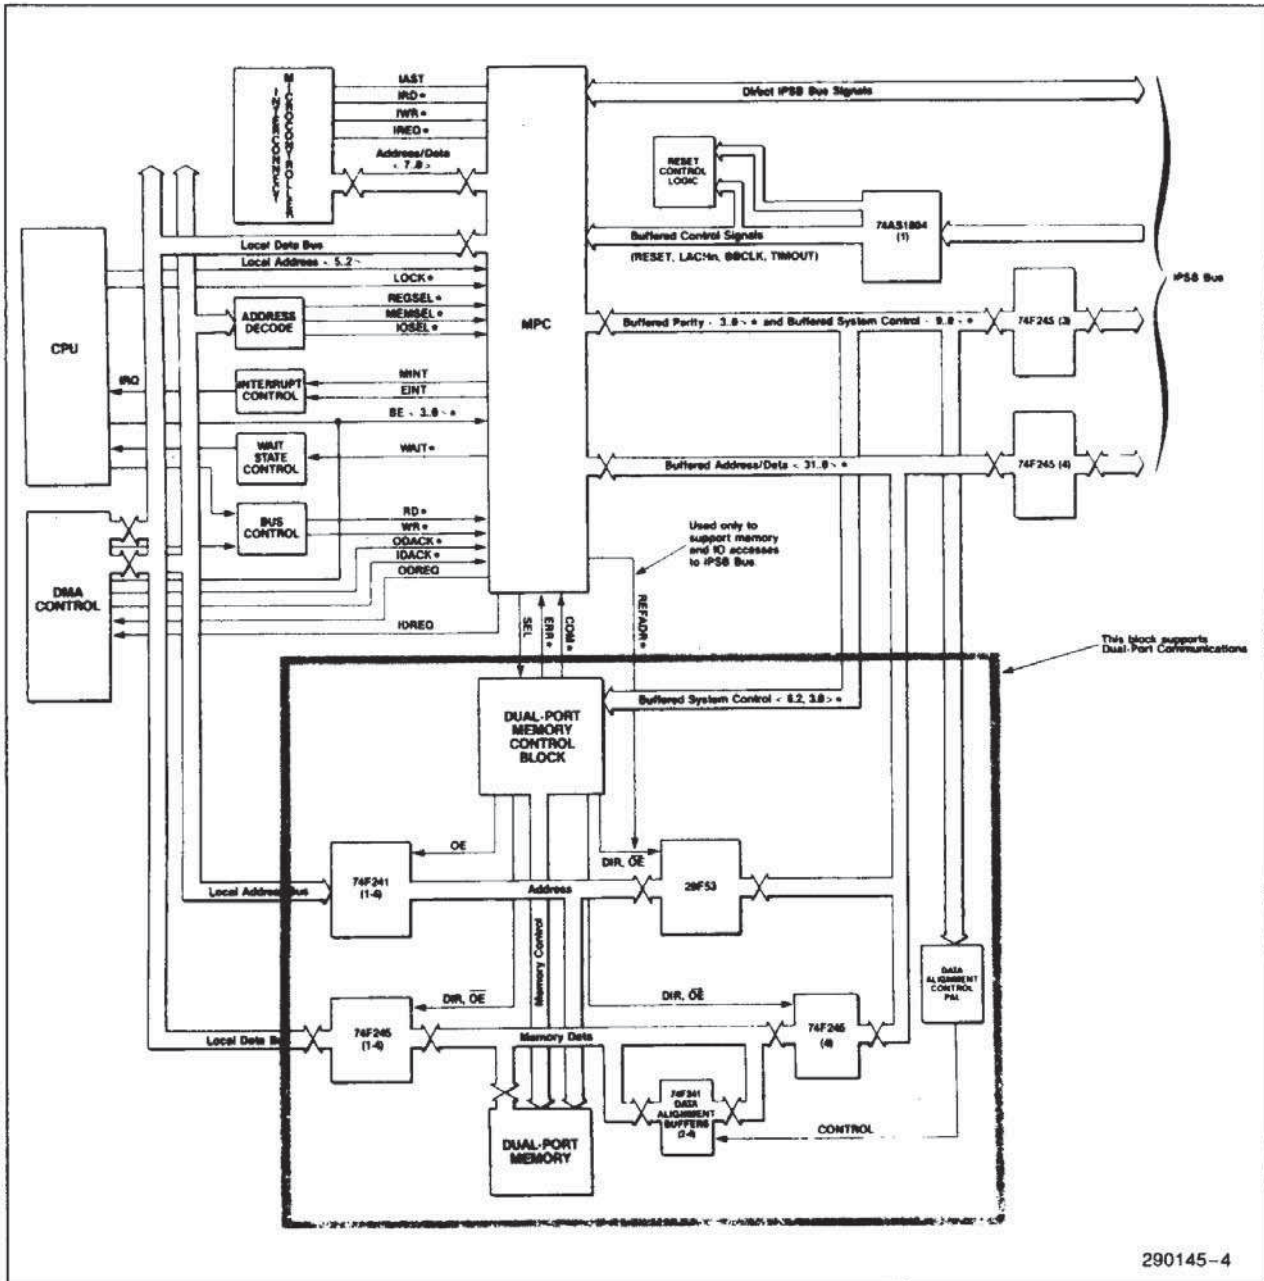 INTERCONNECT
MICROCONTROLLER
IAST
IRD*
IWR*
IREQ*
Address/Data
< 7..0 >
MPC
Direct iPSB Bus Signals
RESET
CONTROL
LOGIC
74AS1804
(1)
Buffered Control Signals
(RESET, LACHn, BBCLK, TIMOUT)
iPSB Bus
Local Data Bus
Local Address < 5..2 >
LOCK*
REGSEL*
MEMSEL*
IOSEL*
CPU
ADDRESS
DECODE
Buffered Parity < 3..0 > * and Buffered System Control < 9..0 > *
74F245 (3)
IRQ
INTERRUPT
CONTROL
MINT
EINT
BE < 3..0 > *
WAIT
STATE
CONTROL
WAIT*
Buffered Address/Data < 31..0 > *
74F245 (4)
BUS
CONTROL
RD*
WR*
ODACK*
IDACK*
ODREQ
IDREQ
DMA
CONTROL
Used only to
support memory
and IO accesses
to iPSB Bus
SEL
ERR*
COM*
REFADR*
This block supports
Dual-Port Communications
DUAL-PORT
MEMORY
CONTROL
BLOCK
Buffered System Control < 6.2, 3.0 > *
OE
DIR, OE
74F241
(1-4)
Local Address Bus
Address
29F53
Memory Control
DATA
ALIGNMENT
CONTROL
PAL
DIR, OE
DIR, OE
74F245
(1-4)
Local Data Bus
Memory Data
74F245
(4)
74F241
DATA
ALIGNMENT
BUFFERS
(2-4)
CONTROL
DUAL-PORT
MEMORY
290145-4